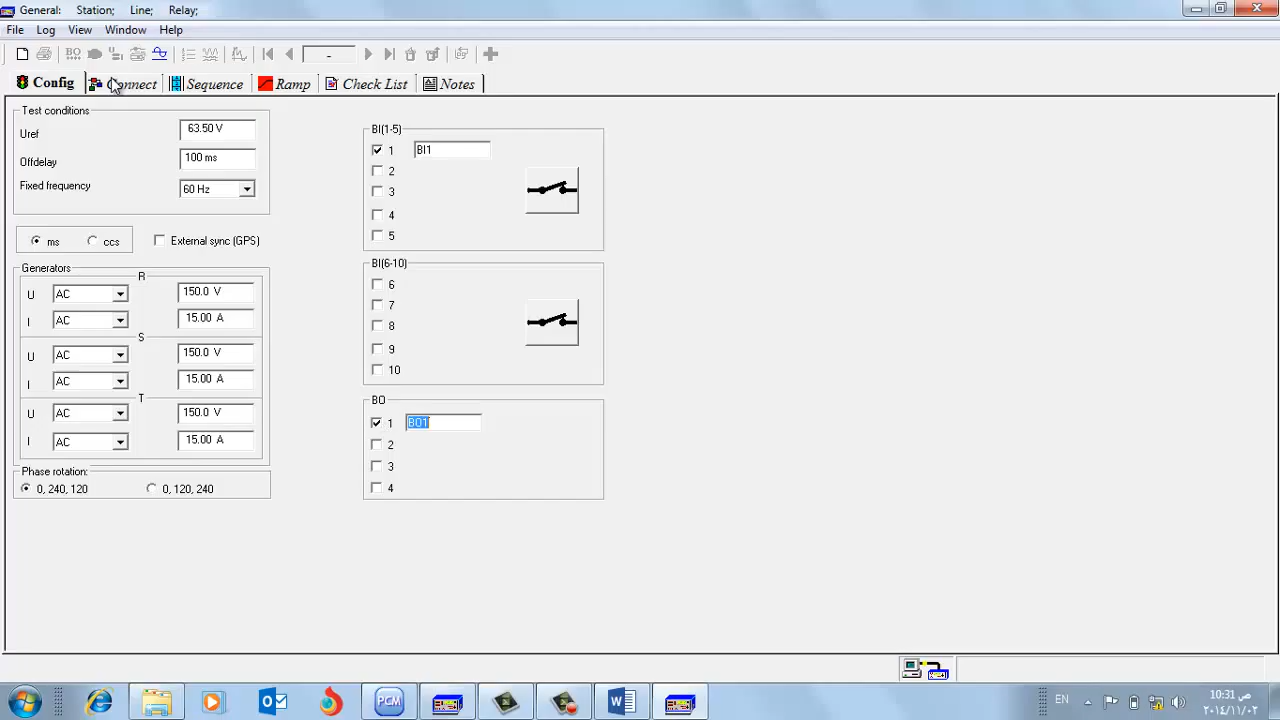 General: Station; Line; Relay;
File Log View Window Help
BO -
Config Connect Sequence Ramp Check List Notes
Test conditions
Uref 63.50 V
Offdelay 100 ms
Fixed frequency 60 Hz
ms ccs External sync (GPS)
Generators
R
U AC 150.0 V
I AC 15.00 A
S
U AC 150.0 V
I AC 15.00 A
T
U AC 150.0 V
I AC 15.00 A
Phase rotation:
0, 240, 120 0, 120, 240
BI(1-5)
1 BI1
2
3
4
5
BI(6-10)
6
7
8
9
10
BO
1 BO1
2
3
4
PCM EN 10:31 ص
٢٠١٤/١١/٠٢